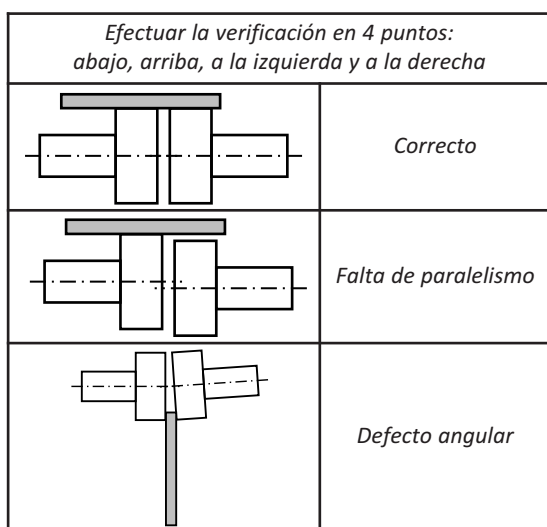 Efectuar la verificación en 4 puntos:
abajo, arriba, a la izquierda y a la derecha
Correcto
Falta de paralelismo
Defecto angular